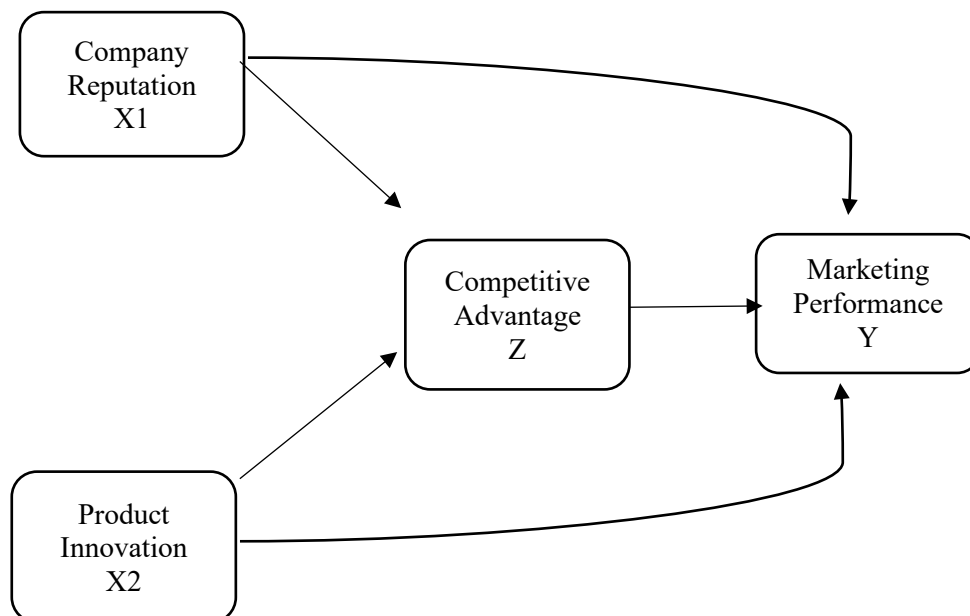 Company
Reputation
X1
Competitive
Advantage
Z
Marketing
Performance
Y
Product
Innovation
X2